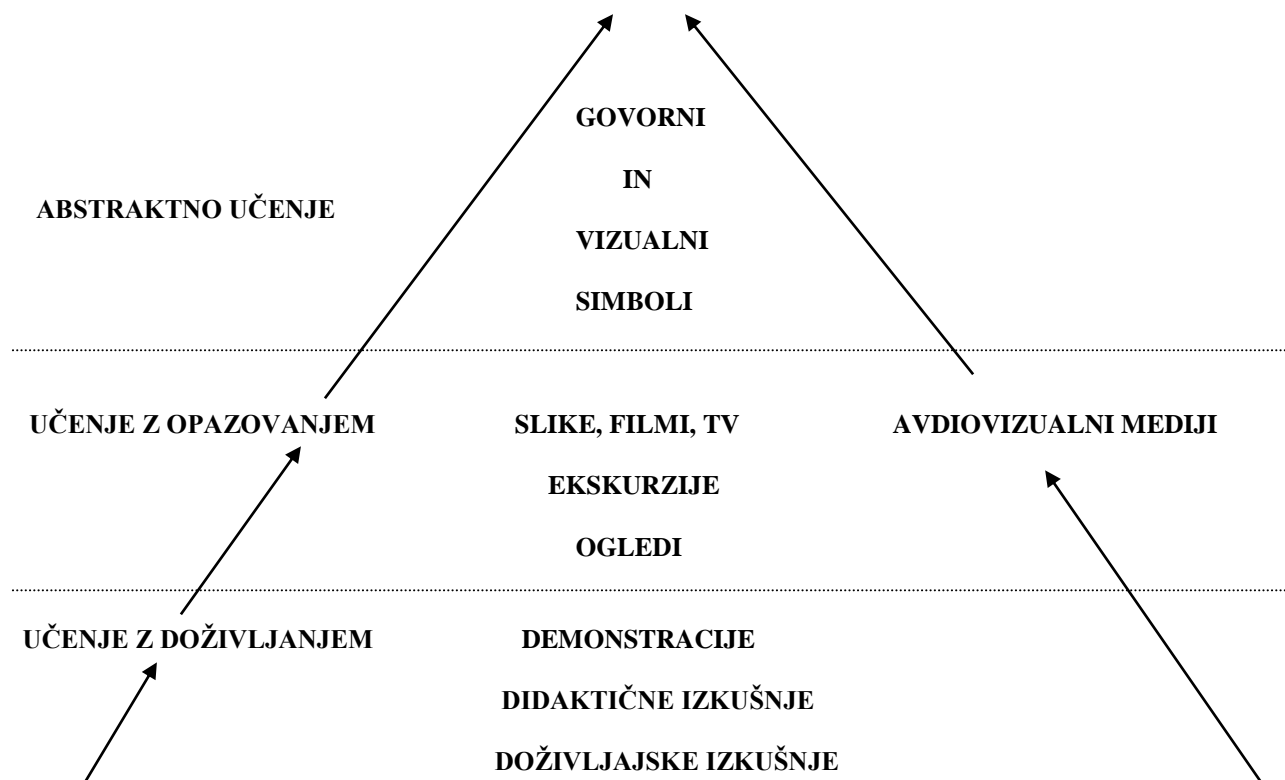 GOVORNI
IN
ABSTRAKTNO UČENJE
VIZUALNI
SIMBOLI
UČENJE Z OPAZOVANJEM SLIKE, FILMI, TV AVDIOVIZUALNI MEDIJI
EKSKURZIJE
OGLEDI
UČENJE Z DOŽIVLJANJEM DEMONSTRACIJE
DIDAKTIČNE IZKUŠNJE
DOŽIVLJAJSKE IZKUŠNJE